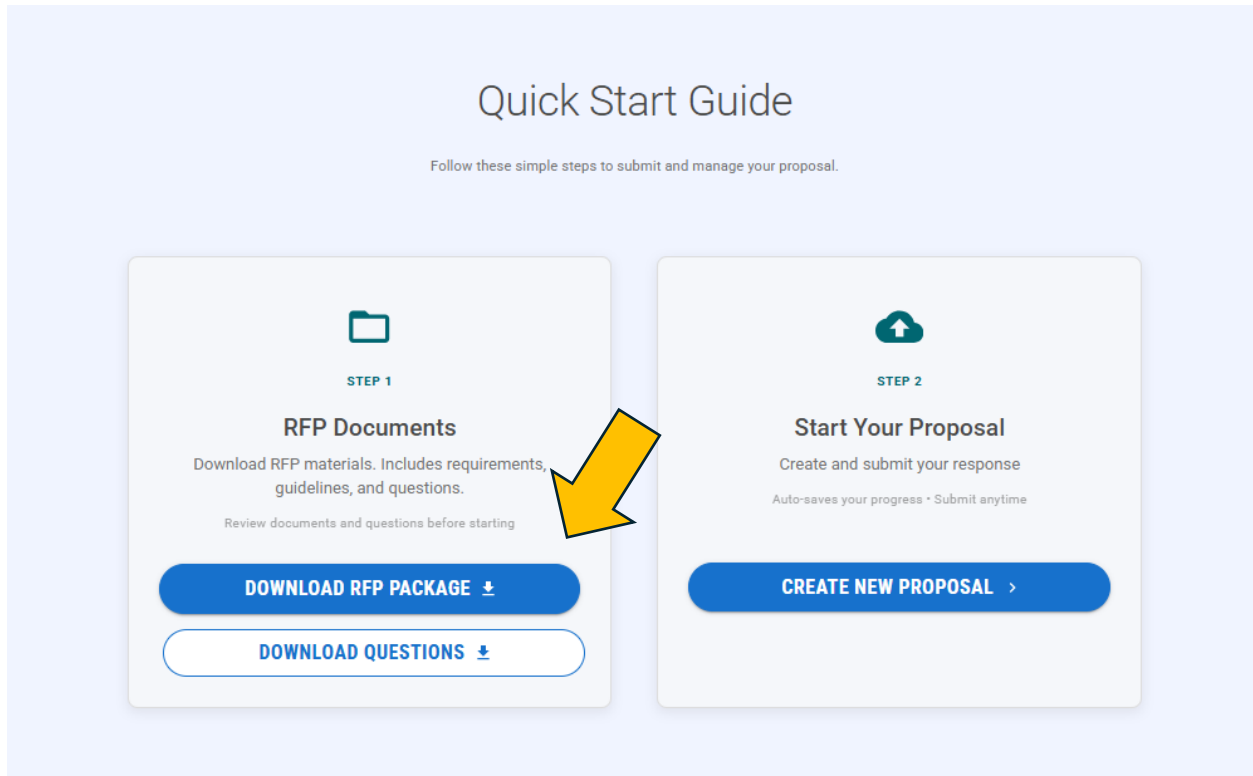 Quick Start Guide
Follow these simple steps to submit and manage your proposal.
STEP 1
RFP Documents
Download RFP materials. Includes requirements,
guidelines, and questions.
Review documents and questions before starting
DOWNLOAD RFP PACKAGE
DOWNLOAD QUESTIONS
STEP 2
Start Your Proposal
Create and submit your response
Auto-saves your progress • Submit anytime
CREATE NEW PROPOSAL >